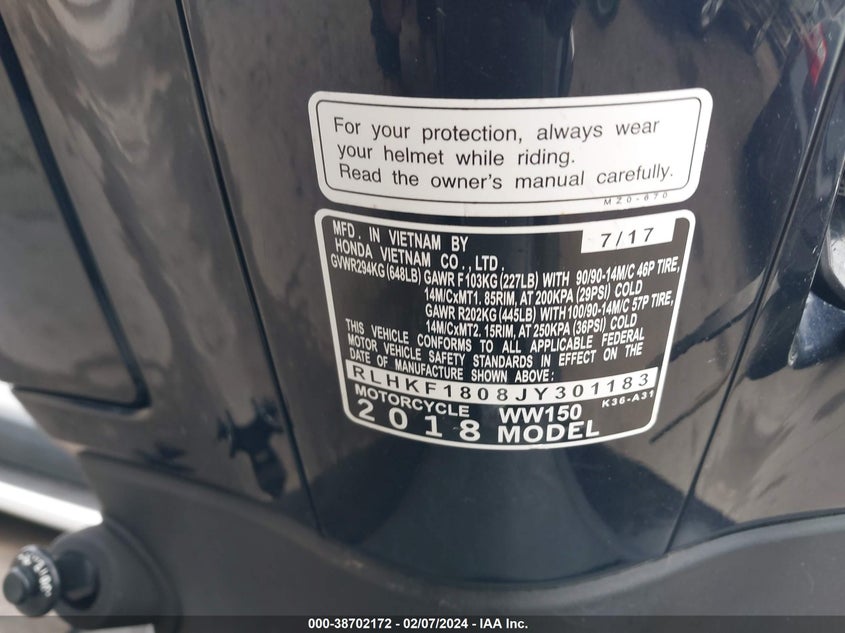 For your protection, always wear
your helmet while riding.
Read the owner's manual carefully.
MZ0-670
MFD. IN VIETNAM BY
7/17
HONDA VIETNAM CO., LTD.
GVWR294KG (648LB) GAWR F103KG (227LB) WITH 90/90-14M/C 46P TIRE,
14M/CxMT1. 85RIM, AT 200KPA (29PSI) COLD
GAWR R202KG (445LB) WITH100/90-14M/C 57P TIRE,
14M/CxMT2. 15RIM, AT 250KPA (36PSI) COLD
THIS VEHICLE CONFORMS TO ALL APPLICABLE FEDERAL
MOTOR VEHICLE SAFETY STANDARDS IN EFFECT ON THE
DATE OF MANUFACTURE SHOWN ABOVE:
RLHKF1808JY301183
MOTORCYCLE WW150 K36-A31
2018 MODEL
000-38702172 - 02/07/2024 - IAA Inc.